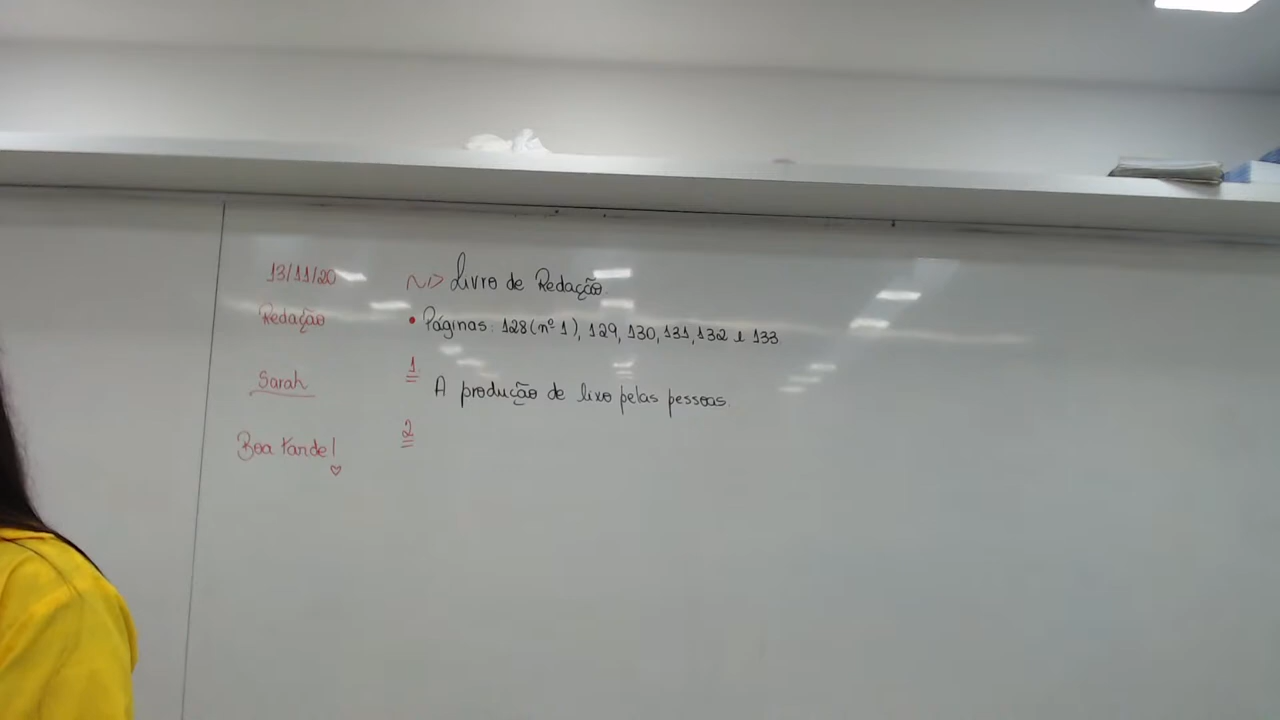 13/11/20
Redação
Sarah
Boa tarde!
~> Livro de Redação
• Páginas: 128 (nº 1), 129, 130, 131, 132 e 133
1
A produção de lixo pelas pessoas.
2